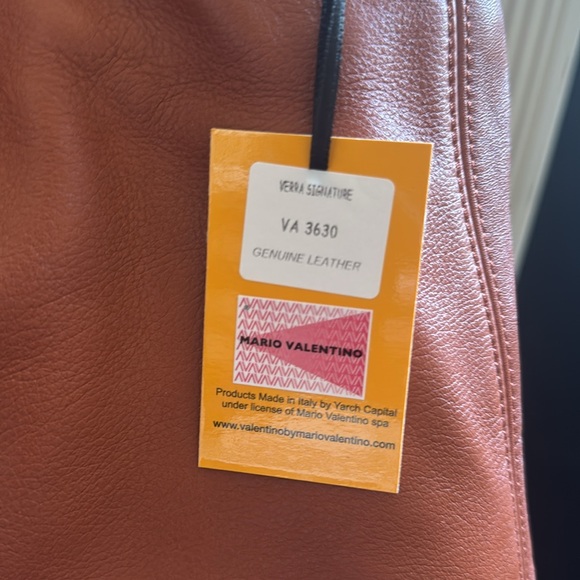 VERRA SIGNATURE
VA 3630
GENUINE LEATHER
MARIO VALENTINO
Products Made in Italy by Yarch Capital
under license of Mario Valentino spa
www.valentinobymariovalentino.com